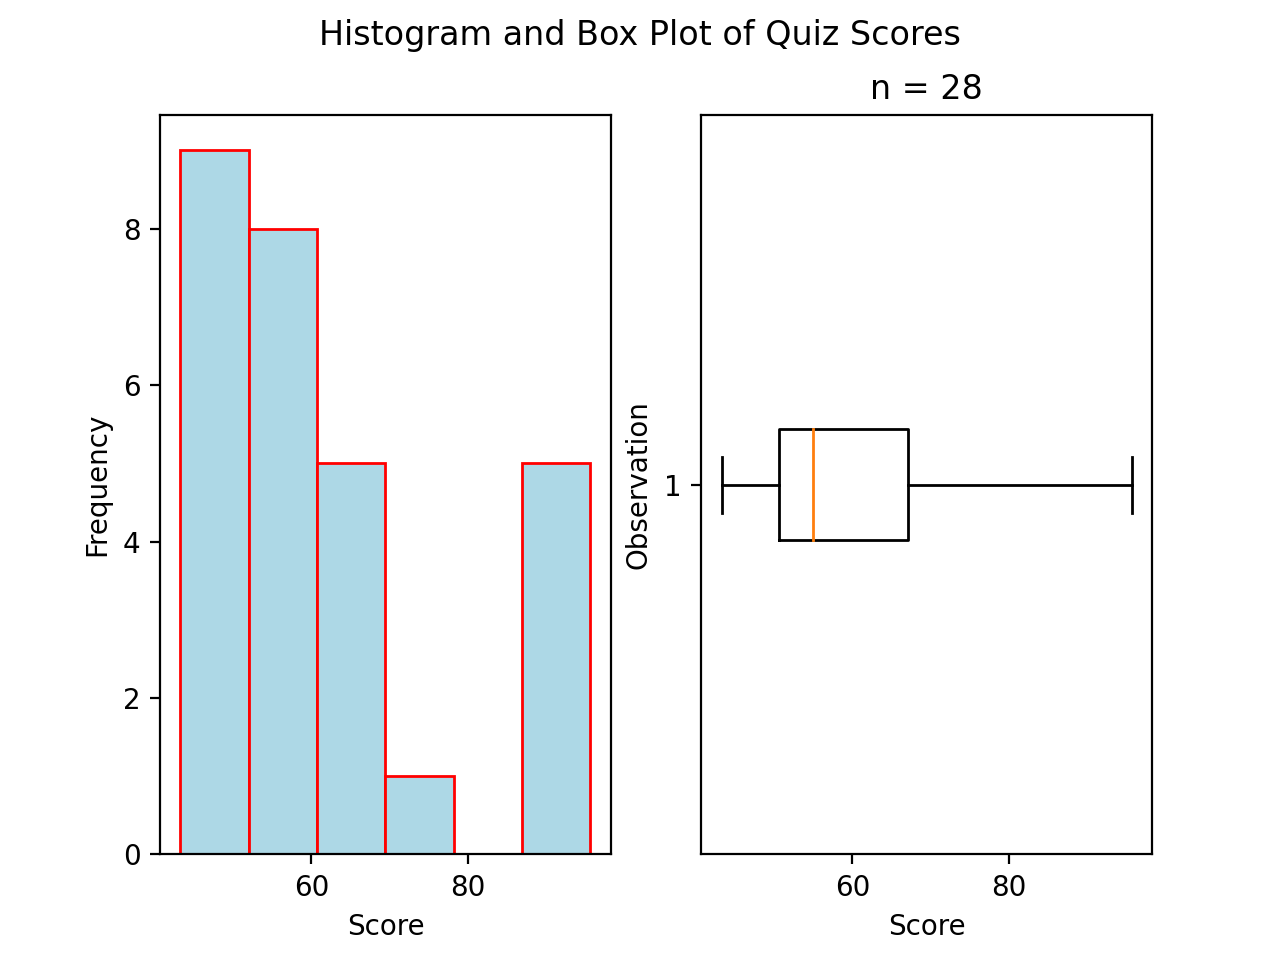 Histogram and Box Plot of Quiz Scores
8
6
4
2
0
Frequency
60 80
Score
n = 28
Observation
1
60 80
Score